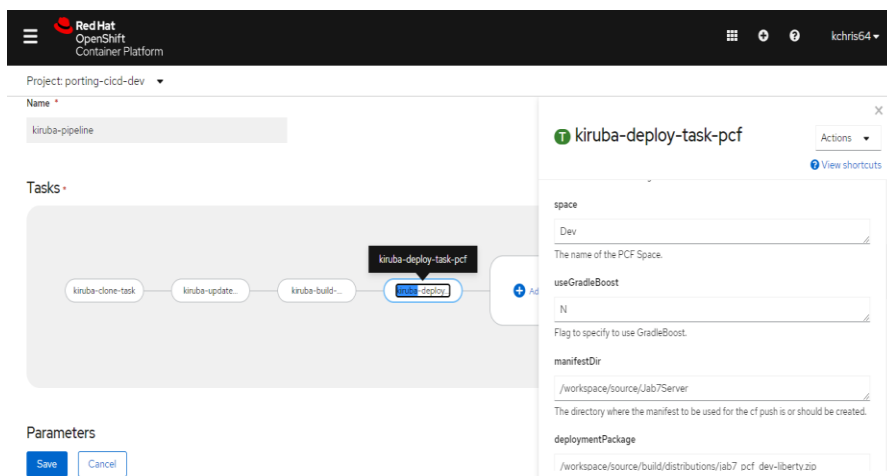 Red Hat
OpenShift
Container Platform
kchris64
Project: porting-cicd-dev
Name *
kiruba-pipeline
Tasks *
kiruba-deploy-task-pcf
kiruba-clone-task
kiruba-update...
kiruba-build-...
kiruba-deploy...
Ad
Parameters
Save
Cancel
T
kiruba-deploy-task-pcf
Actions
View shortcuts
space
Dev
The name of the PCF Space.
useGradleBoost
N
Flag to specify to use GradleBoost.
manifestDir
/workspace/source/Jab7Server
The directory where the manifest to be used for the cf push is or should be created.
deploymentPackage
/workspace/source/build/distributions/jab7_pcf_dev-liberty.zip